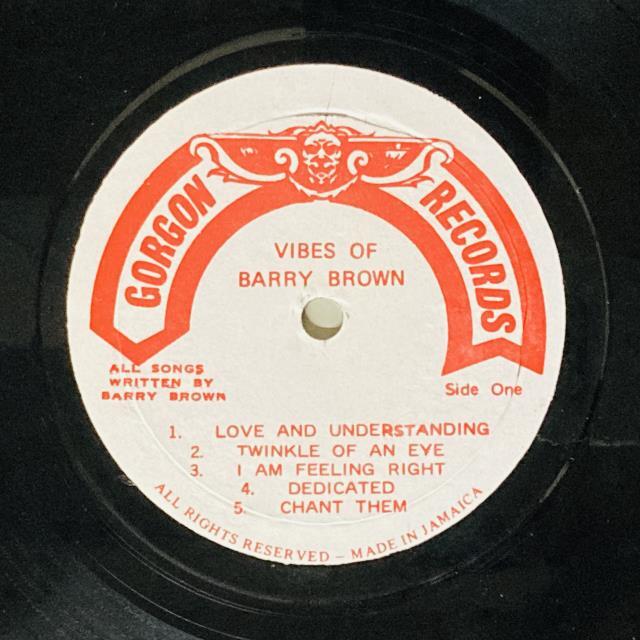 GORGON RECORDS
VIBES OF
BARRY BROWN
ALL SONGS
WRITTEN BY
BARRY BROWN
Side One
1. LOVE AND UNDERSTANDING
2. TWINKLE OF AN EYE
3. I AM FEELING RIGHT
4. DEDICATED
5. CHANT THEM
ALL RIGHTS RESERVED – MADE IN JAMAICA